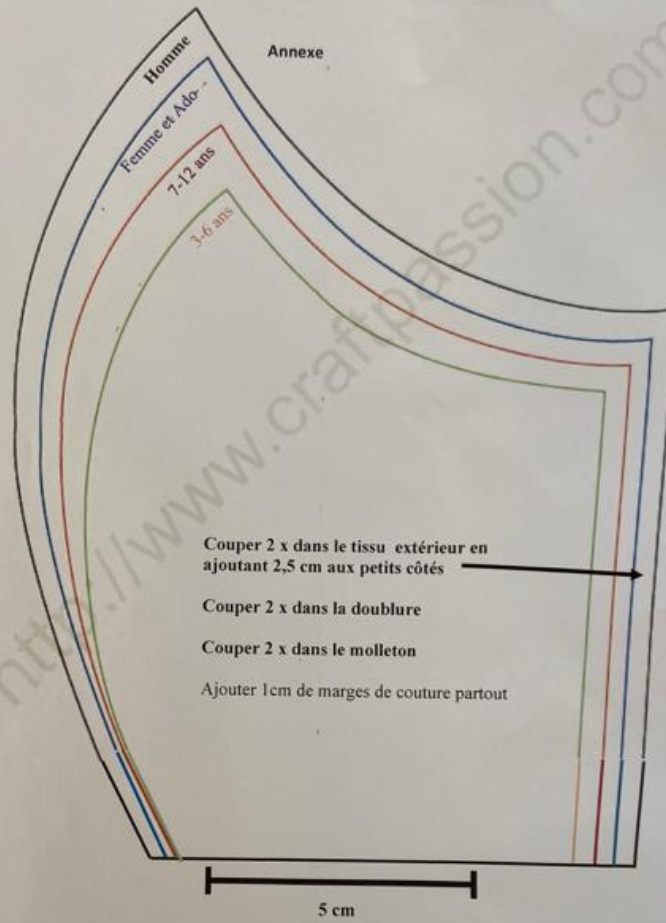 Annexe
Homme
Femme et Ado
7-12 ans
3-6 ans
http://www.craftpassion.com
Couper 2 x dans le tissu extérieur en
ajoutant 2,5 cm aux petits côtés
Couper 2 x dans la doublure
Couper 2 x dans le molleton
Ajouter 1cm de marges de couture partout
5 cm